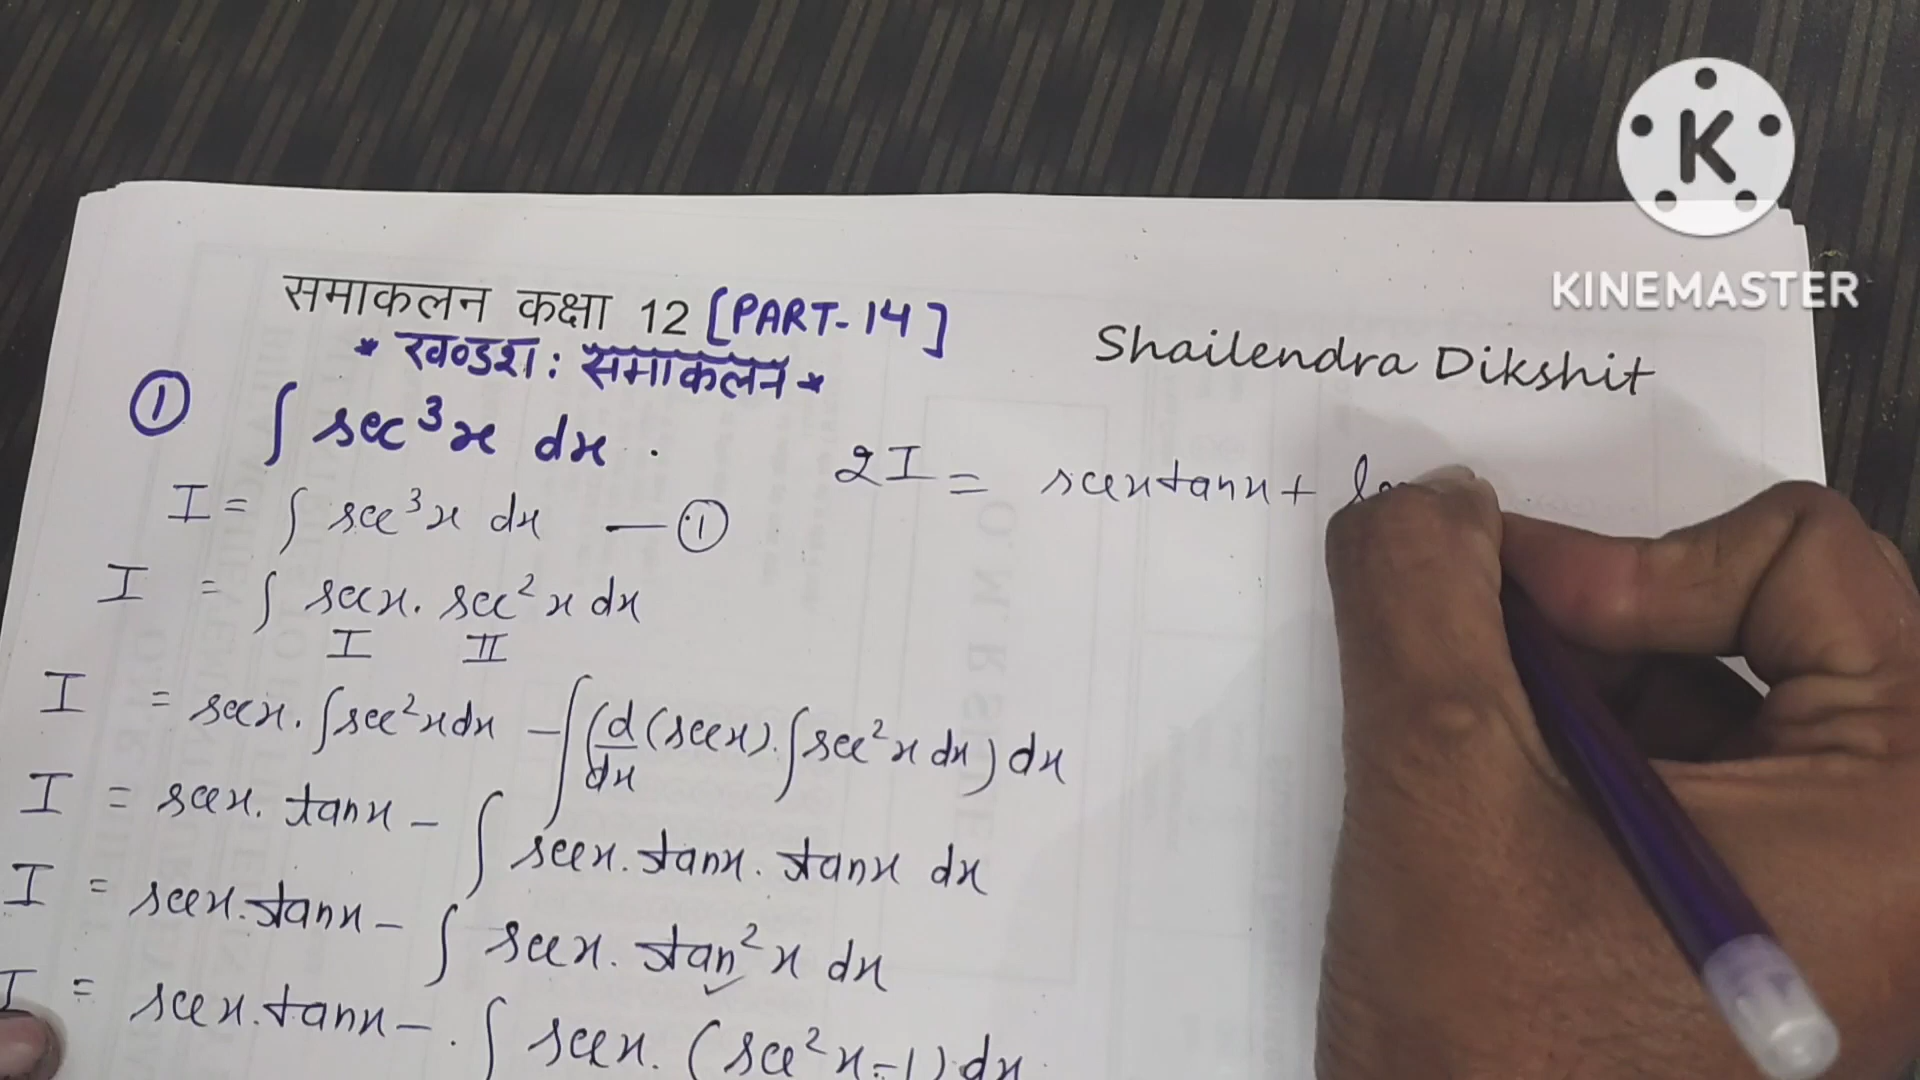 K
KINEMASTER
समाकलन कक्षा 12 [PART-14]
Shailendra Dikshit
* खण्डश: समाकलन *
① ∫ sec³x dx .
I = ∫ sec³x dx — ①
I = ∫ secx. sec²x dx
I II
I = secx. ∫sec²x dx - ∫(d/dx (secx). ∫sec²x dx) dx
I = secx. tanx - ∫ secx. tanx. tanx dx
I = secx. tanx - ∫ secx. tan²x dx
I = secx. tanx - ∫ secx. (sec²x-1) dx
2I = secxtanx +